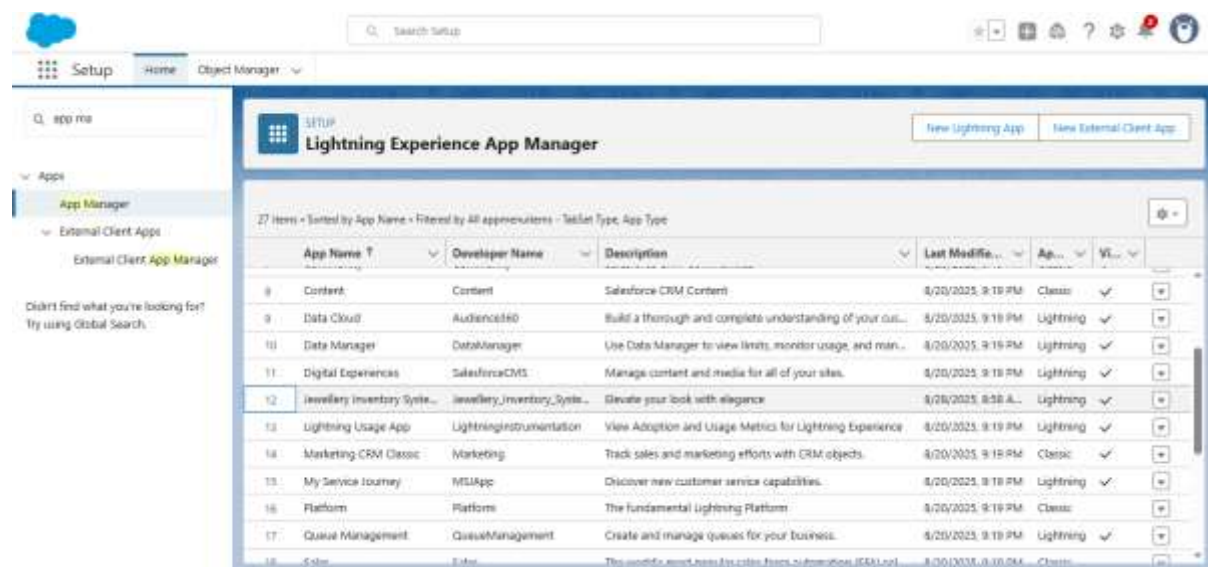 Search Setup
Setup Home Object Manager
app ma
SETUP
Lightning Experience App Manager
New Lightning App New External Client App
Apps
App Manager
External Client Apps
External Client App Manager
Didn't find what you're looking for?
Try using Global Search.
27 items • Sorted by App Name • Filtered by All appmenuitems - TabSet Type, App Type
App Name ↑ Developer Name Description Last Modifie... Ap... Vi...
8 Content Content Salesforce CRM Content 8/20/2025, 9:19 PM Classic
9 Data Cloud Audience360 Build a thorough and complete understanding of your cus... 8/20/2025, 9:19 PM Lightning
10 Data Manager DataManager Use Data Manager to view limits, monitor usage, and man... 8/20/2025, 9:19 PM Lightning
11 Digital Experiences SalesforceCMS Manage content and media for all of your sites. 8/20/2025, 9:19 PM Lightning
12 Jewellery Inventory Syste... Jewellery_Inventory_Syste... Elevate your look with elegance 8:58 A... Lightning
13 Lightning Usage App LightningInstrumentation View Adoption and Usage Metrics for Lightning Experience 8/20/2025, 9:19 PM Lightning
14 Marketing CRM Classic Marketing Track sales and marketing efforts with CRM objects. 8/20/2025, 9:19 PM Classic
15 My Service Journey MSJApp Discover new customer service capabilities. 8/20/2025, 9:19 PM Lightning
16 Platform Platform The fundamental Lightning Platform 8/20/2025, 9:19 PM Classic
17 Queue Management QueueManagement Create and manage queues for your business. 8/20/2025, 9:19 PM Lightning
18 Sales Sales